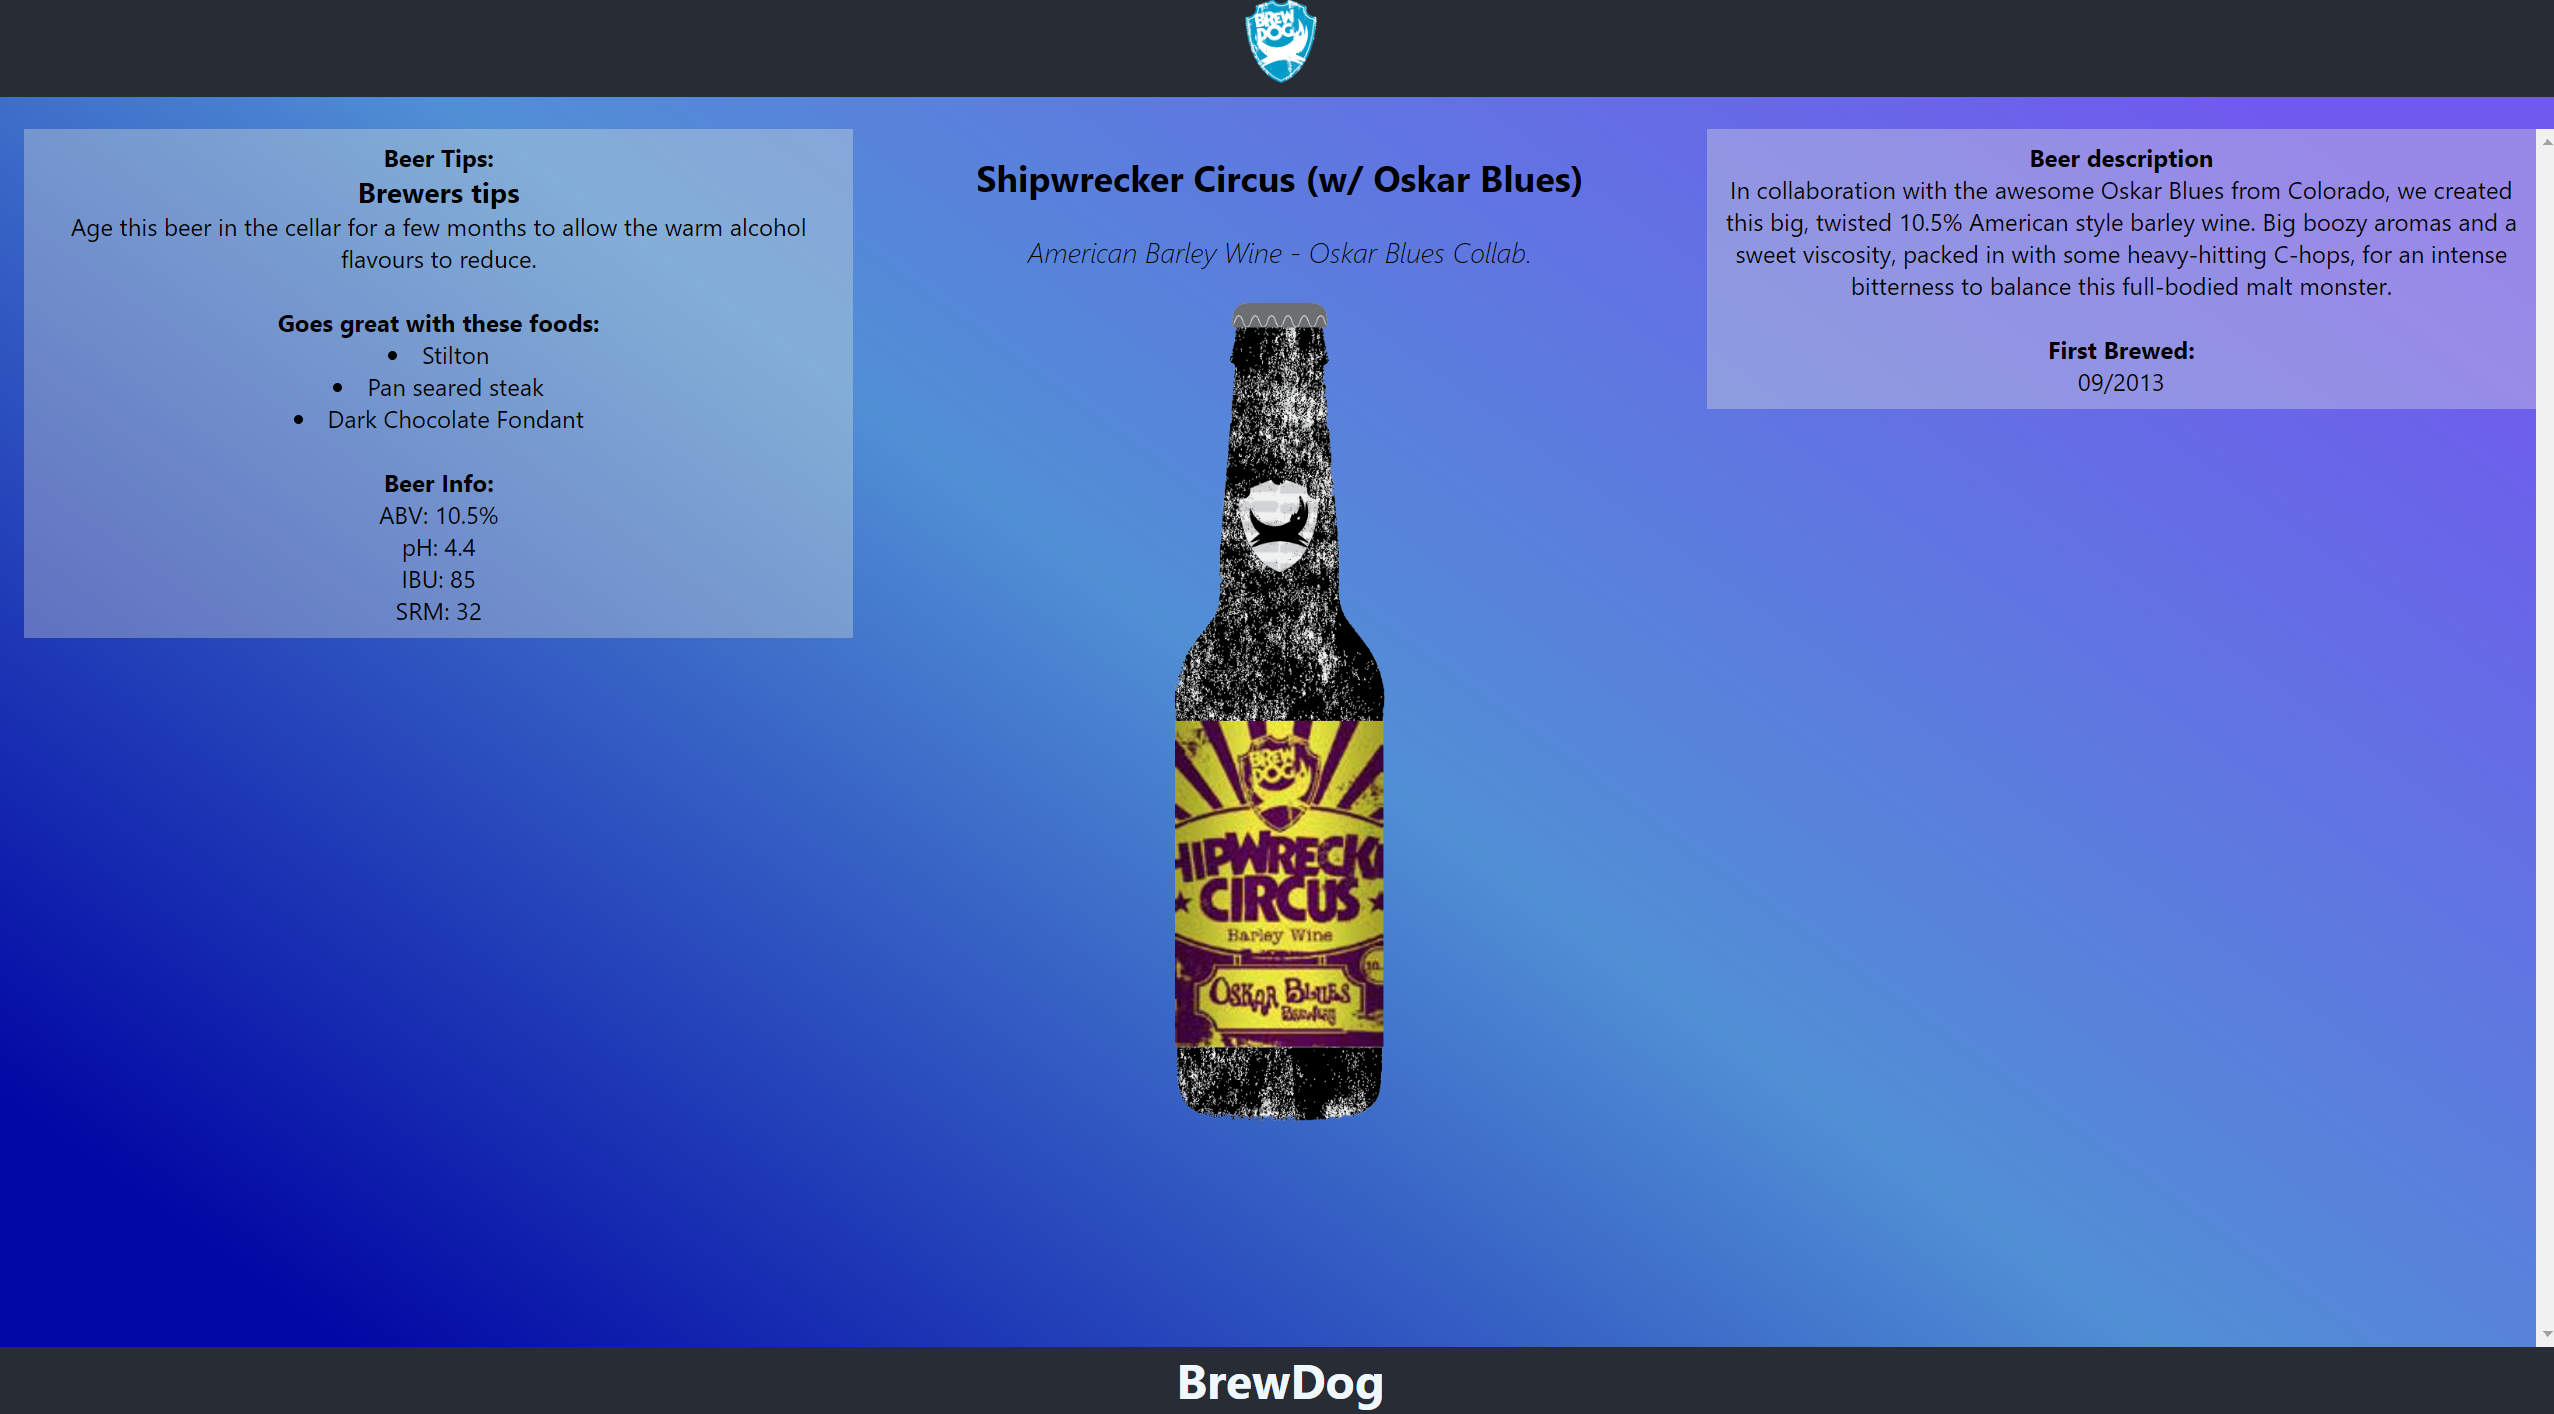 BREW
DOG
Beer Tips:
Brewers tips
Age this beer in the cellar for a few months to allow the warm alcohol
flavours to reduce.
Goes great with these foods:
• Stilton
• Pan seared steak
• Dark Chocolate Fondant
Beer Info:
ABV: 10.5%
pH: 4.4
IBU: 85
SRM: 32
Shipwrecker Circus (w/ Oskar Blues)
American Barley Wine - Oskar Blues Collab.
BREW
DOG
HIPWRECK
CIRCUS
Barley Wine
10.
OSKAR BLUES
BREWERY
Beer description
In collaboration with the awesome Oskar Blues from Colorado, we created
this big, twisted 10.5% American style barley wine. Big boozy aromas and a
sweet viscosity, packed in with some heavy-hitting C-hops, for an intense
bitterness to balance this full-bodied malt monster.
First Brewed:
09/2013
BrewDog